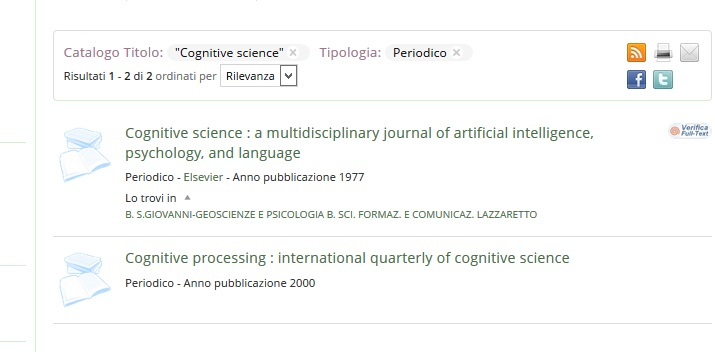 Catalogo Titolo: "Cognitive science" × Tipologia: Periodico ×
Risultati 1 - 2 di 2 ordinati per Rilevanza
Cognitive science : a multidisciplinary journal of artificial intelligence,
psychology, and language
Verifica
Full-Text
Periodico - Elsevier - Anno pubblicazione 1977
Lo trovi in
B. S.GIOVANNI-GEOSCIENZE E PSICOLOGIA B. SCI. FORMAZ. E COMUNICAZ. LAZZARETTO
Cognitive processing : international quarterly of cognitive science
Periodico - Anno pubblicazione 2000